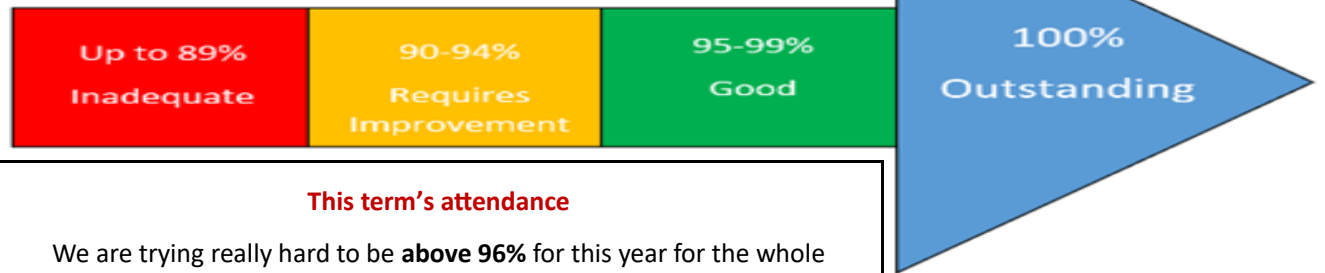 Up to 89%
Inadequate
90-94%
Requires
Improvement
95-99%
Good
100%
Outstanding
This term’s attendance
We are trying really hard to be above 96% for this year for the whole